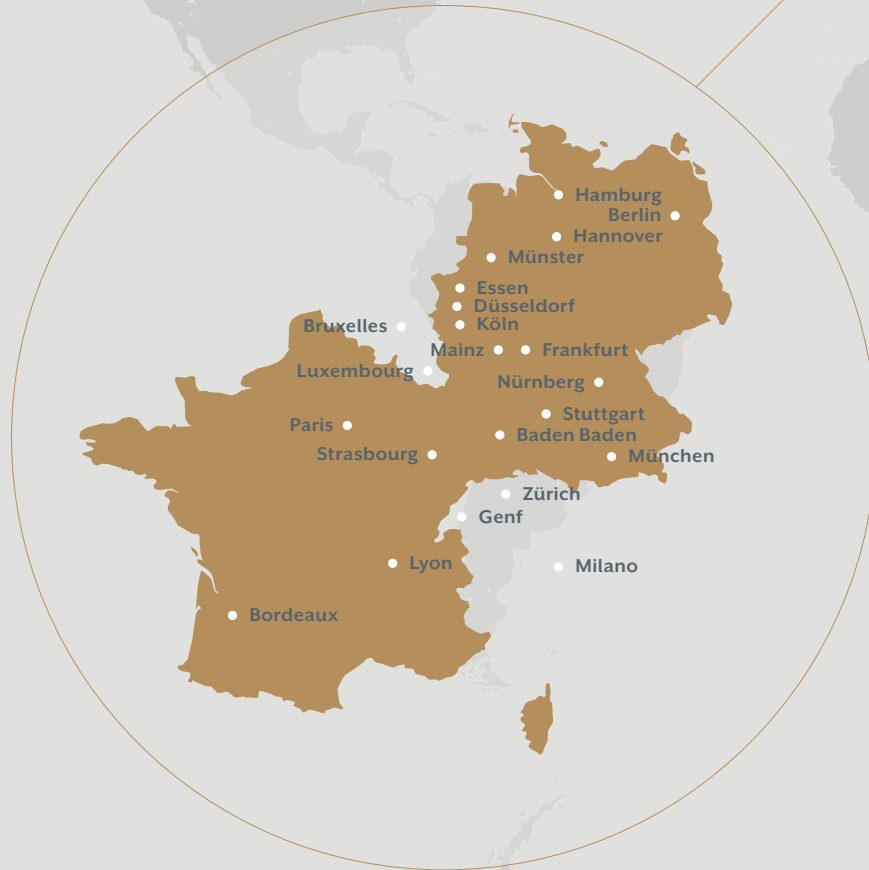 Hamburg
Berlin
Hannover
Münster
Essen
Düsseldorf
Bruxelles
Köln
Mainz
Frankfurt
Luxembourg
Nürnberg
Stuttgart
Paris
Baden Baden
Strasbourg
München
Zürich
Genf
Lyon
Milano
Bordeaux